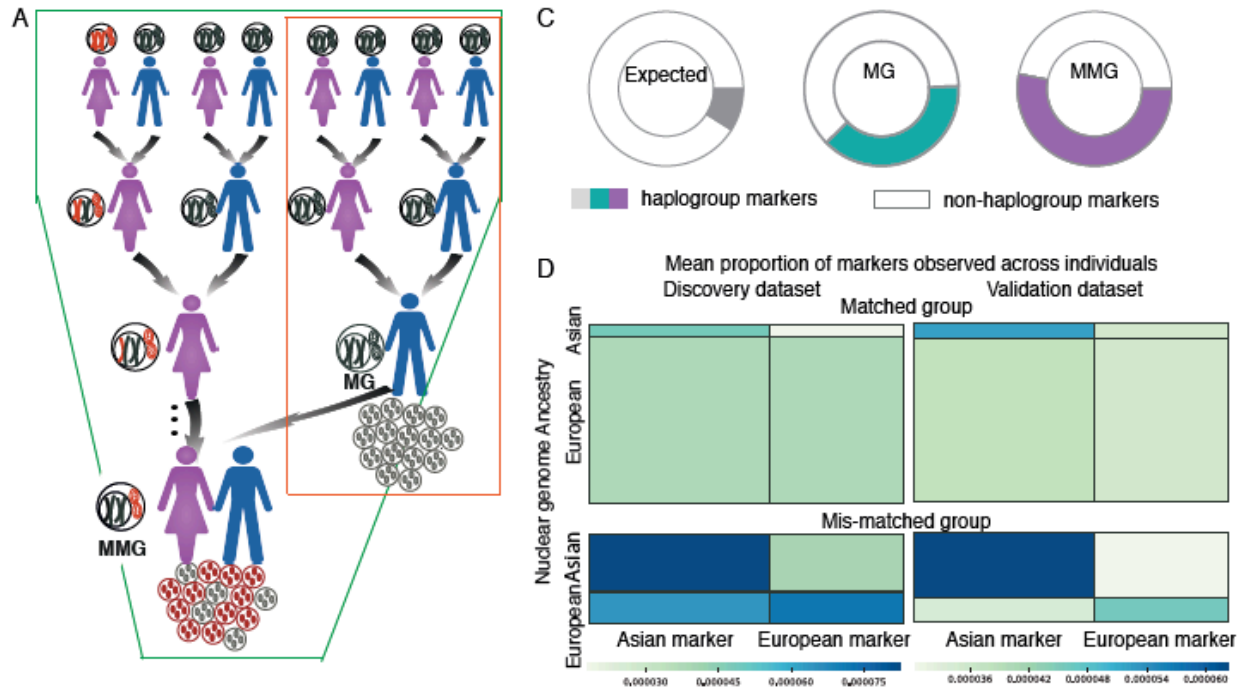 A
MG
MMG
C
Expected
MG
MMG
haplogroup markers
non-haplogroup markers
D
Mean proportion of markers observed across individuals
Discovery dataset
Validation dataset
Matched group
Nuclear genome Ancestry
Asian
European
Mis-matched group
Asian
European
Asian marker
European marker
Asian marker
European marker
0.000030 0.000045 0.000060 0.000075
0.000036 0.000042 0.000048 0.000054 0.000060